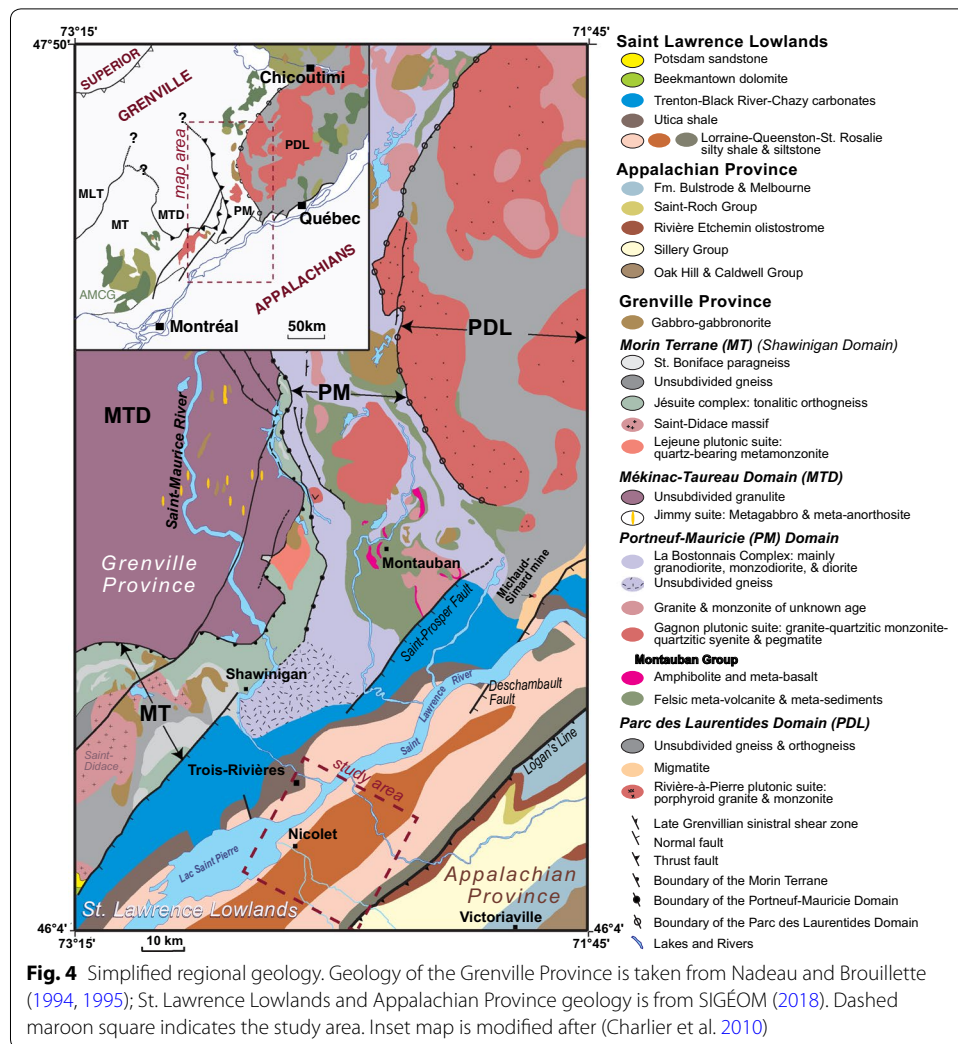 73°15'
71°45'
47°50'
SUPERIOR
GRENVILLE
Chicoutimi
?
?
?
map area
PDL
MLT
MT
MTD
PM
Québec
AMCG
APPALACHIANS
Montréal
50km
PDL
PM
MTD
Saint-Maurice River
Grenville
Province
Montauban
Michaud-
Simard mine
Saint-Prosper Fault
Shawinigan
MT
Saint-
Didace
Deschambault
Fault
Saint Lawrence River
Logan's Line
Trois-Rivières
study area
Nicolet
Lac Saint Pierre
Appalachian
Province
St. Lawrence Lowlands
Victoriaville
46°4'
46°4'
73°15'
71°45'
10 km
Saint Lawrence Lowlands
Potsdam sandstone
Beekmantown dolomite
Trenton-Black River-Chazy carbonates
Utica shale
Lorraine-Queenston-St. Rosalie
silty shale & siltstone
Appalachian Province
Fm. Bulstrode & Melbourne
Saint-Roch Group
Rivière Etchemin olistostrome
Sillery Group
Oak Hill & Caldwell Group
Grenville Province
Gabbro-gabbronorite
Morin Terrane (MT) (Shawinigan Domain)
St. Boniface paragneiss
Unsubdivided gneiss
Jésuite complex: tonalitic orthogneiss
Saint-Didace massif
Lejeune plutonic suite:
quartz-bearing metamonzonite
Mékinac-Taureau Domain (MTD)
Unsubdivided granulite
Jimmy suite: Metagabbro & meta-anorthosite
Portneuf-Mauricie (PM) Domain
La Bostonnais Complex: mainly
granodiorite, monzodiorite, & diorite
Unsubdivided gneiss
Granite & monzonite of unknown age
Gagnon plutonic suite: granite-quartzitic monzonite-
quartzitic syenite & pegmatite
Montauban Group
Amphibolite and meta-basalt
Felsic meta-volcanite & meta-sediments
Parc des Laurentides Domain (PDL)
Unsubdivided gneiss & orthogneiss
Migmatite
Rivière-à-Pierre plutonic suite:
porphyroid granite & monzonite
Late Grenvillian sinistral shear zone
Normal fault
Thrust fault
Boundary of the Morin Terrane
Boundary of the Portneuf-Mauricie Domain
Boundary of the Parc des Laurentides Domain
Lakes and Rivers
Fig. 4 Simplified regional geology. Geology of the Grenville Province is taken from Nadeau and Brouillette
(1994, 1995); St. Lawrence Lowlands and Appalachian Province geology is from SIGÉOM (2018). Dashed
maroon square indicates the study area. Inset map is modified after (Charlier et al. 2010)